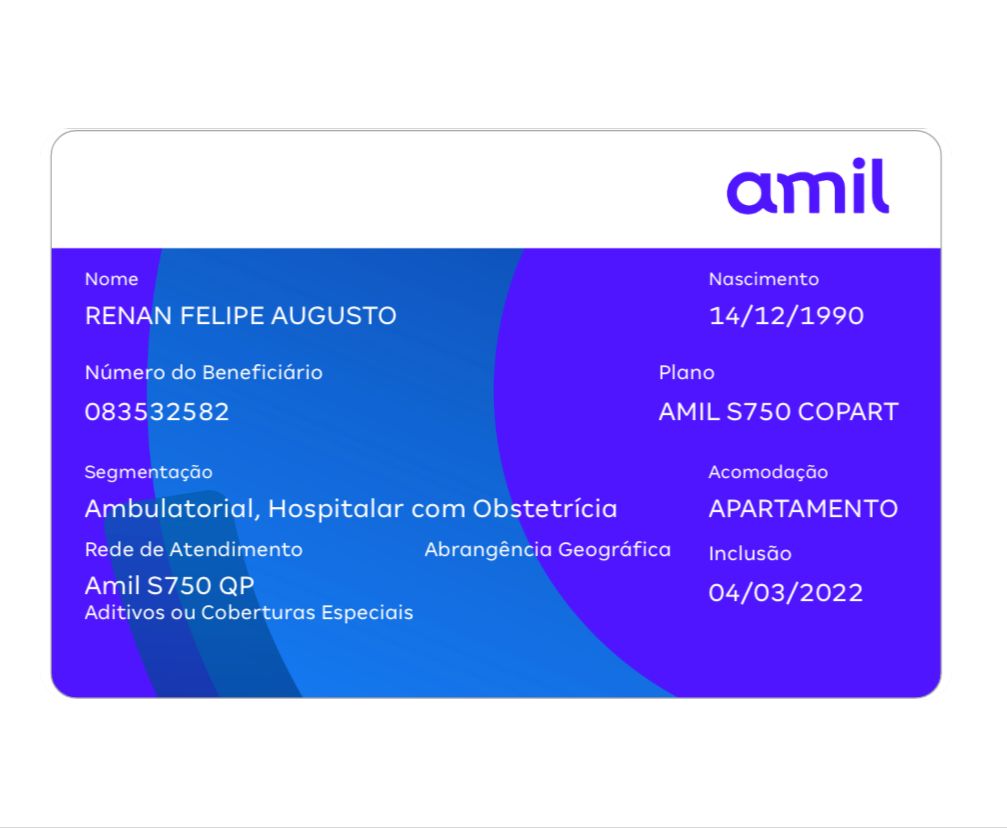 amil
Nome
Nascimento
RENAN FELIPE AUGUSTO
14/12/1990
Número do Beneficiário
Plano
083532582
AMIL S750 COPART
Segmentação
Acomodação
Ambulatorial, Hospitalar com Obstetrícia
APARTAMENTO
Rede de Atendimento
Abrangência Geográfica
Inclusão
Amil S750 QP
04/03/2022
Aditivos ou Coberturas Especiais